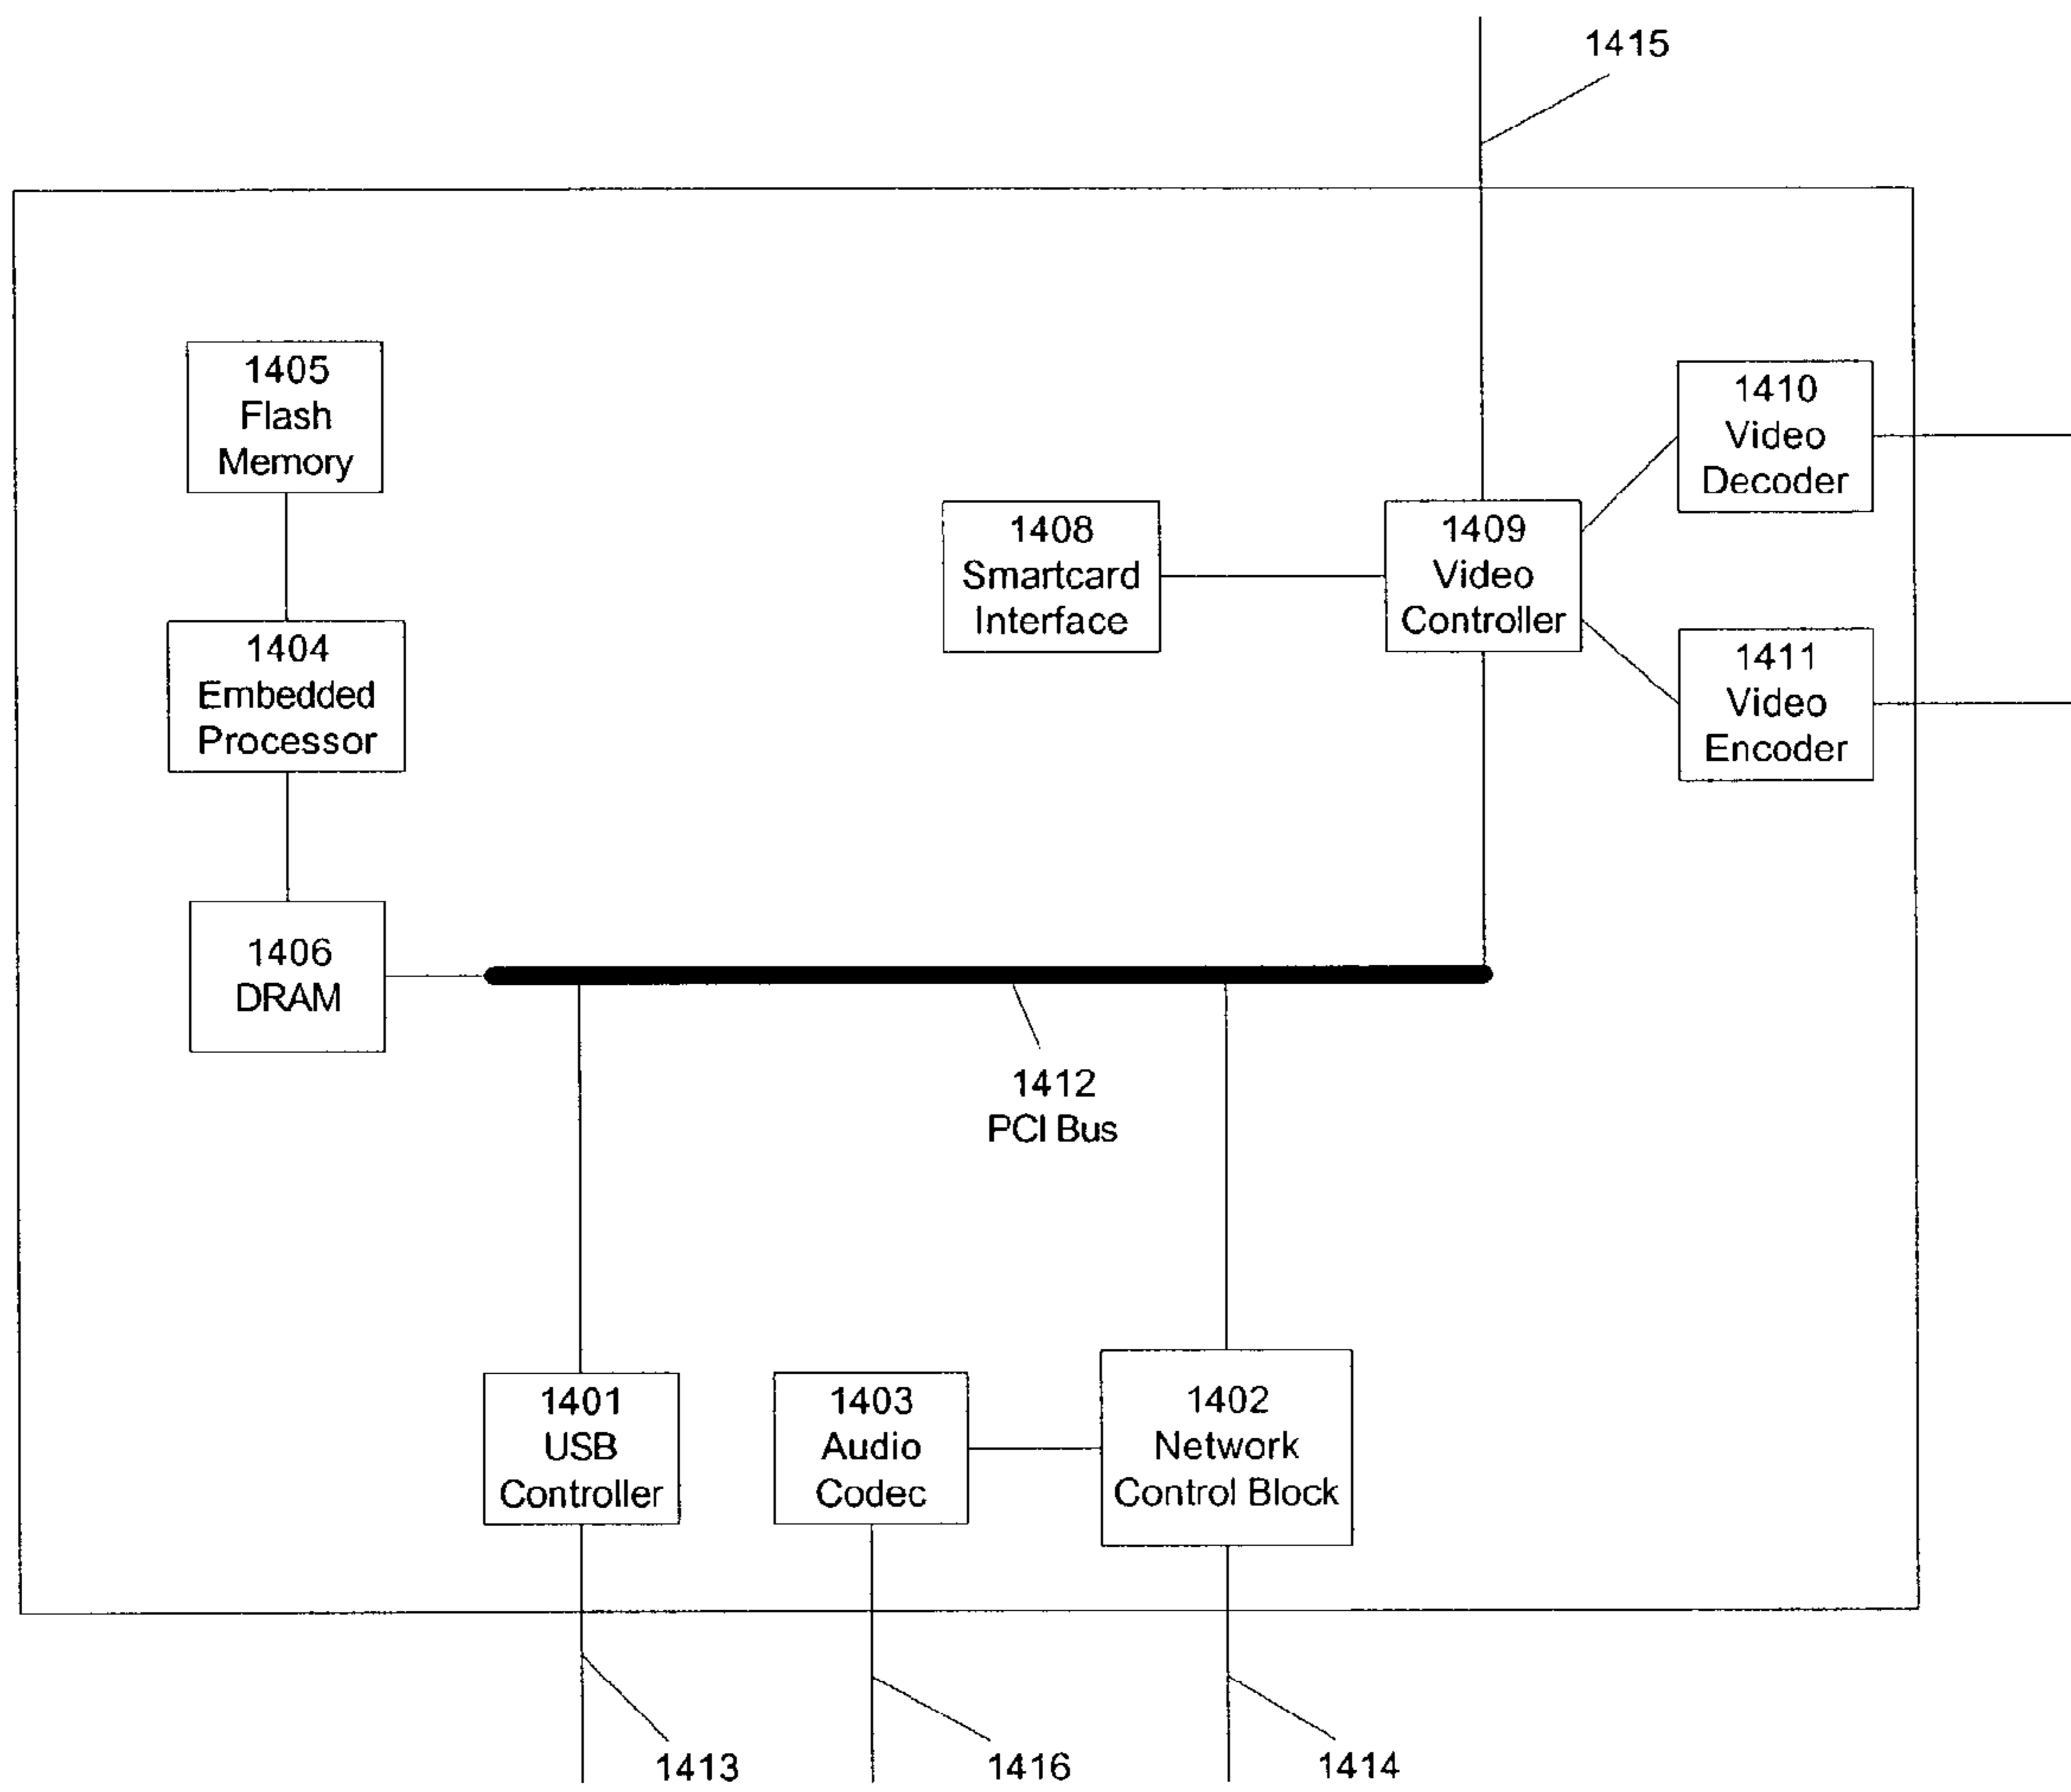 1415
1405
Flash
Memory
1410
Video
Decoder
1408
Smartcard
Interface
1409
Video
Controller
1404
Embedded
Processor
1411
Video
Encoder
1406
DRAM
1412
PCI Bus
1401
USB
Controller
1403
Audio
Codec
1402
Network
Control Block
1413
1416
1414